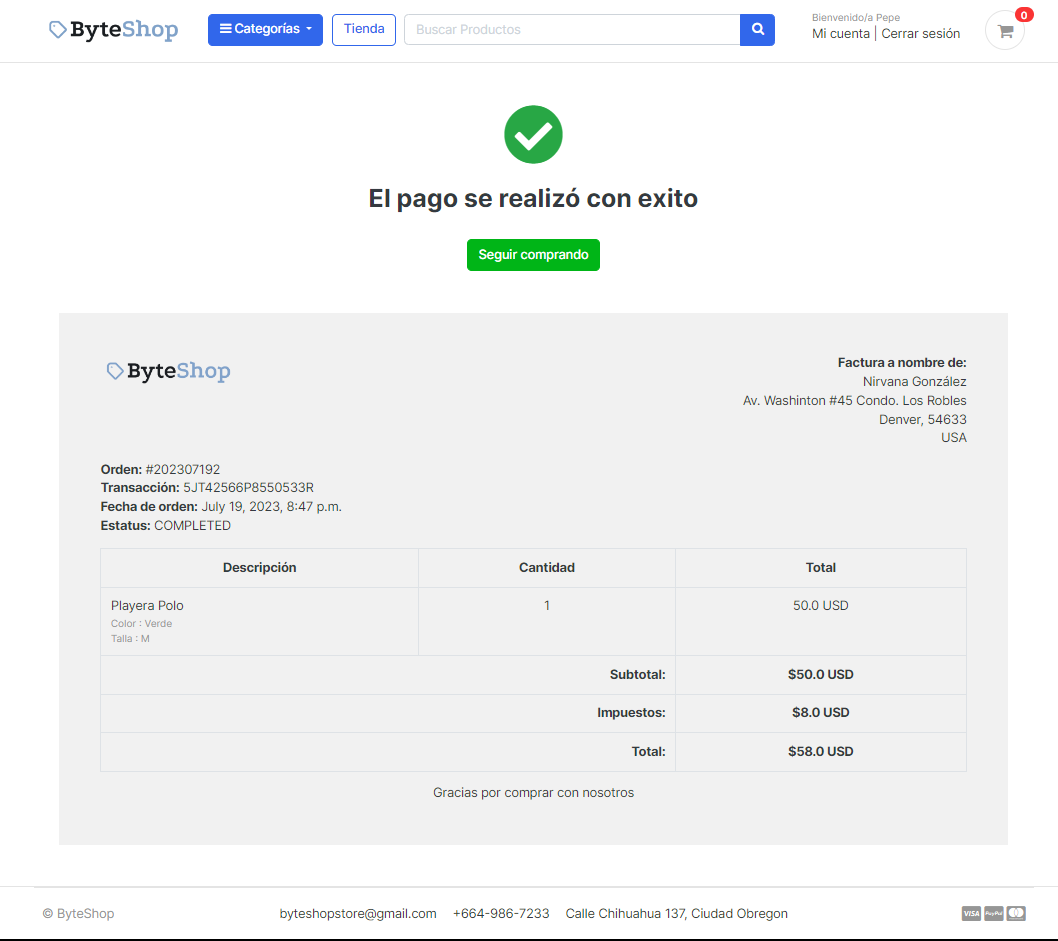 ByteShop
Categorías
Tienda
Buscar Productos
Bienvenido/a Pepe
Mi cuenta | Cerrar sesión
0
El pago se realizó con exito
Seguir comprando
ByteShop
Factura a nombre de:
Nirvana González
Av. Washinton #45 Condo. Los Robles
Denver, 54633
USA
Orden: #202307192
Transacción: 5JT42566P8550533R
Fecha de orden: July 19, 2023, 8:47 p.m.
Estatus: COMPLETED
Descripción Cantidad Total
Playera Polo 1 50.0 USD
Color : Verde
Talla : M
Subtotal: $50.0 USD
Impuestos: $8.0 USD
Total: $58.0 USD
Gracias por comprar con nosotros
© ByteShop byteshopstore@gmail.com +664-986-7233 Calle Chihuahua 137, Ciudad Obregon VISA PayPal